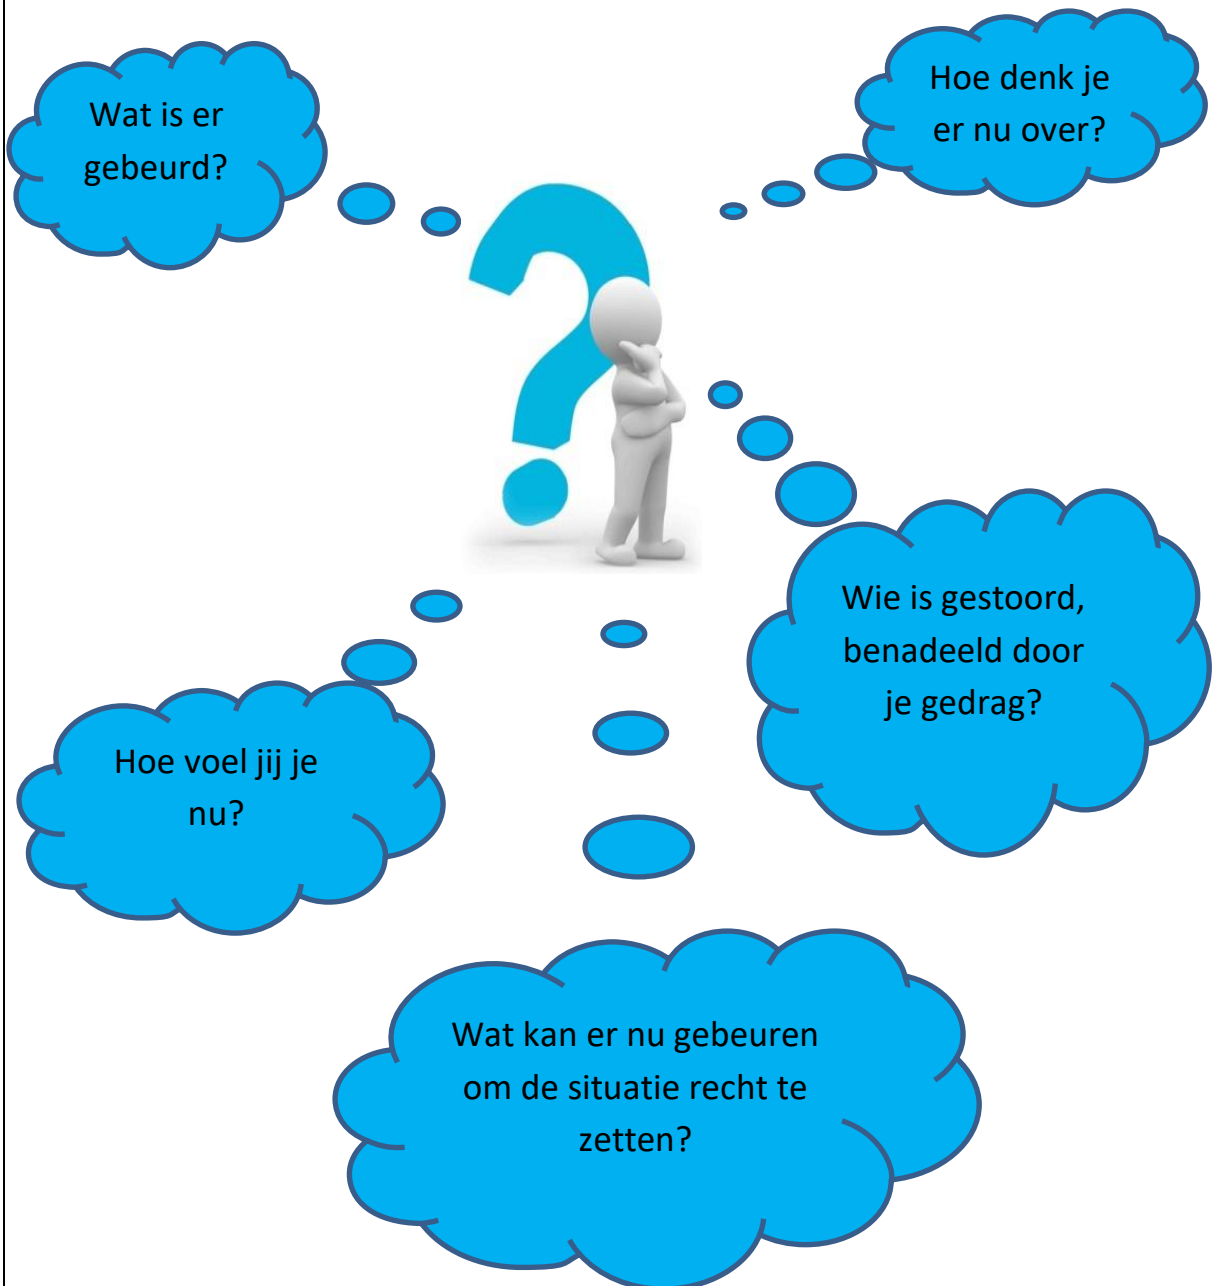 Wat is er
gebeurd?
Hoe denk je
er nu over?
Wie is gestoord,
benadeeld door
je gedrag?
Hoe voel jij je
nu?
Wat kan er nu gebeuren
om de situatie recht te
zetten?